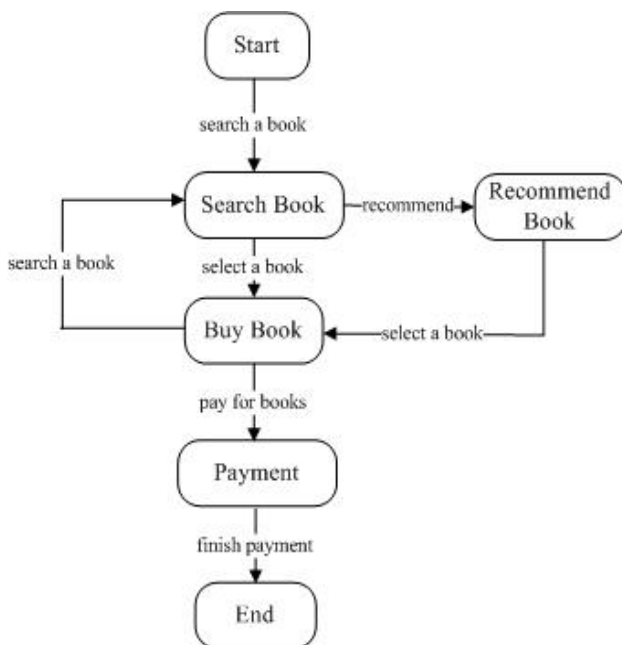 Start
search a book
Search Book
recommend
Recommend
Book
search a book
select a book
Buy Book
select a book
pay for books
Payment
finish payment
End